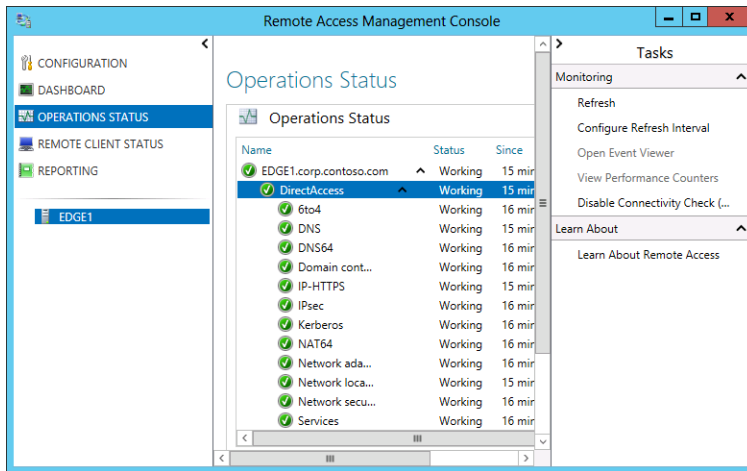 Remote Access Management Console
CONFIGURATION
DASHBOARD
OPERATIONS STATUS
REMOTE CLIENT STATUS
REPORTING
EDGE1
Operations Status
Operations Status
Name Status Since
EDGE1.corp.contoso.com Working 15 min
DirectAccess Working 15 min
6to4 Working 16 min
DNS Working 16 min
DNS64 Working 16 min
Domain cont... Working 16 min
IP-HTTPS Working 15 min
IPsec Working 16 min
Kerberos Working 16 min
NAT64 Working 16 min
Network ada... Working 16 min
Network loca... Working 15 min
Network secu... Working 16 min
Services Working 16 min
Tasks
Monitoring
Refresh
Configure Refresh Interval
Open Event Viewer
View Performance Counters
Disable Connectivity Check (...
Learn About
Learn About Remote Access